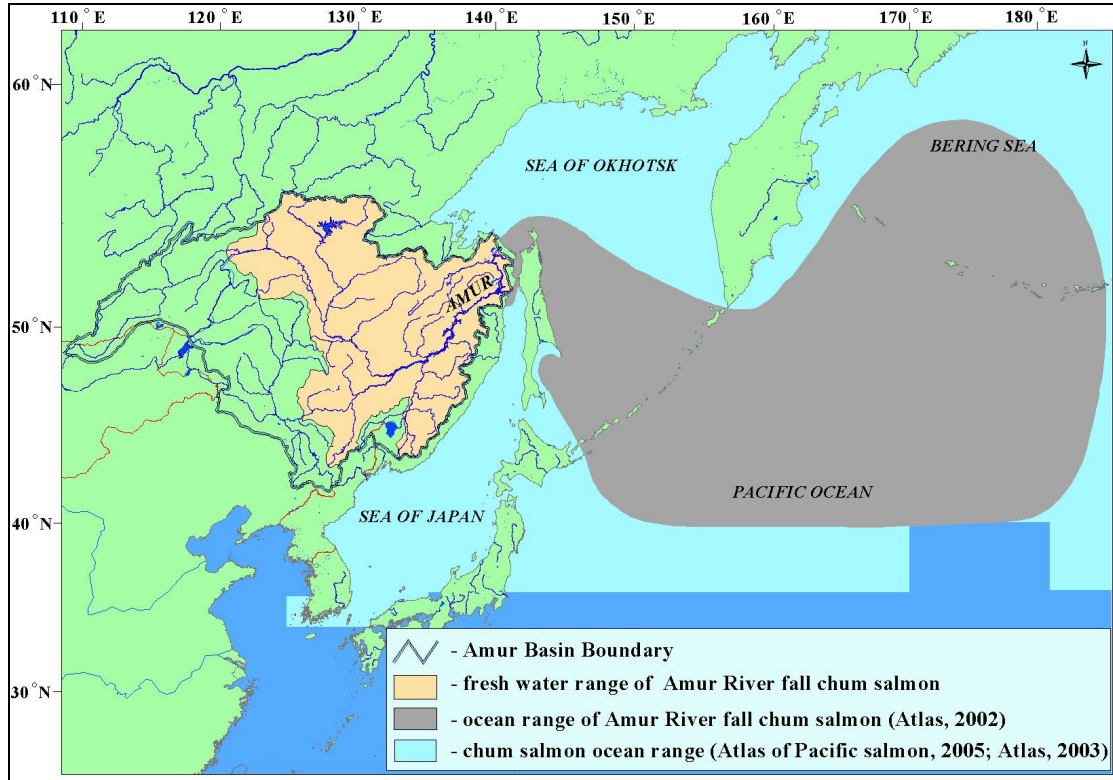 110°E 120°E 130°E 140°E 150°E 160°E 170°E 180°E
N
60°N
BERING SEA
SEA OF OKHOTSK
AMUR
50°N
PACIFIC OCEAN
40°N
SEA OF JAPAN
- Amur Basin Boundary
- fresh water range of Amur River fall chum salmon
30°N
- ocean range of Amur River fall chum salmon (Atlas, 2002)
- chum salmon ocean range (Atlas of Pacific salmon, 2005; Atlas, 2003)